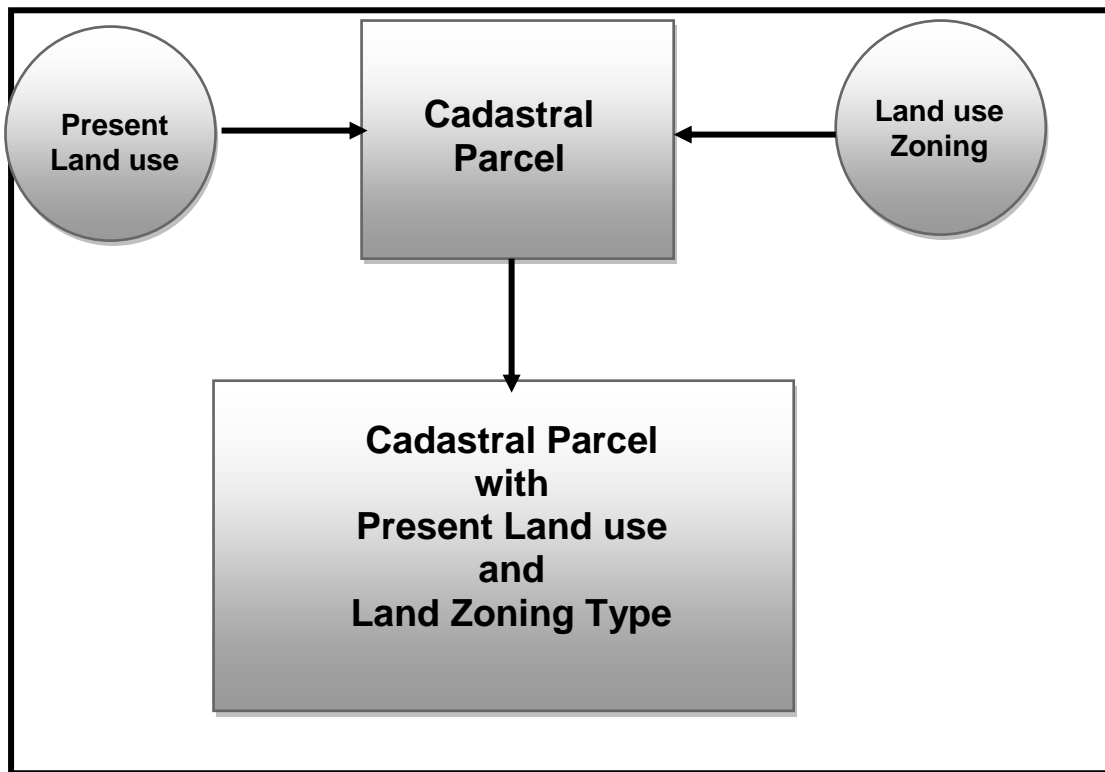 Present
Land use
Cadastral
Parcel
Land use
Zoning
Cadastral Parcel
with
Present Land use
and
Land Zoning Type